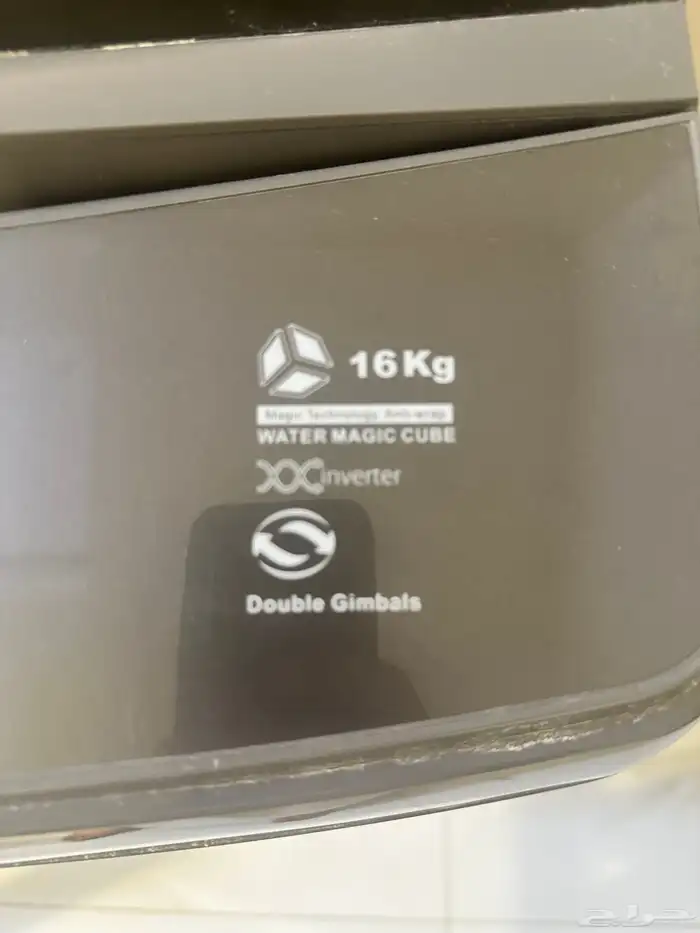 16Kg
Magic Technology, Anti-wrap
WATER MAGIC CUBE
inverter
Double Gimbals
حراج